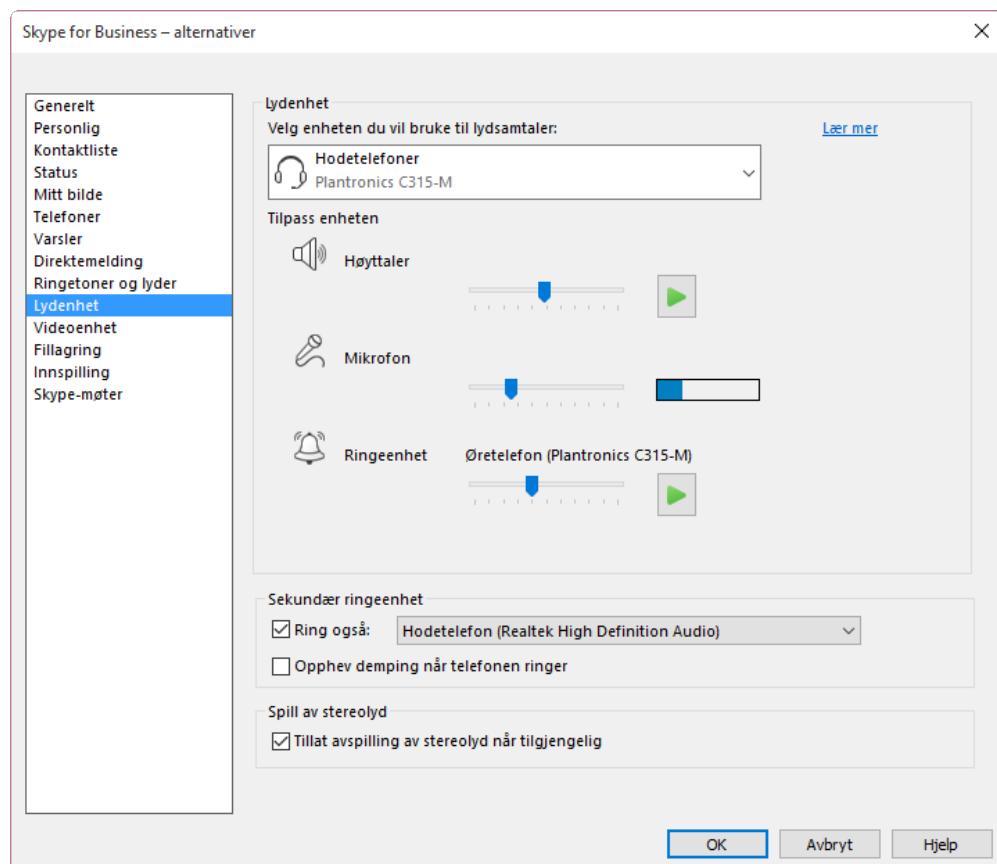 Skype for Business – alternativer
Generelt
Personlig
Kontaktliste
Status
Mitt bilde
Telefoner
Varsler
Direktemelding
Ringetoner og lyder
Lydenhet
Videoenhet
Fillagring
Innspilling
Skype-møter
Lydenhet
Velg enheten du vil bruke til lydsamtaler:
Lær mer
Hodetelefoner
Plantronics C315-M
Tilpass enheten
Høyttaler
Mikrofon
Ringeenhet
Øretelefon (Plantronics C315-M)
Sekundær ringeenhet
Ring også:
Hodetelefon (Realtek High Definition Audio)
Opphev demping når telefonen ringer
Spill av stereolyd
Tillat avspilling av stereolyd når tilgjengelig
OK
Avbryt
Hjelp